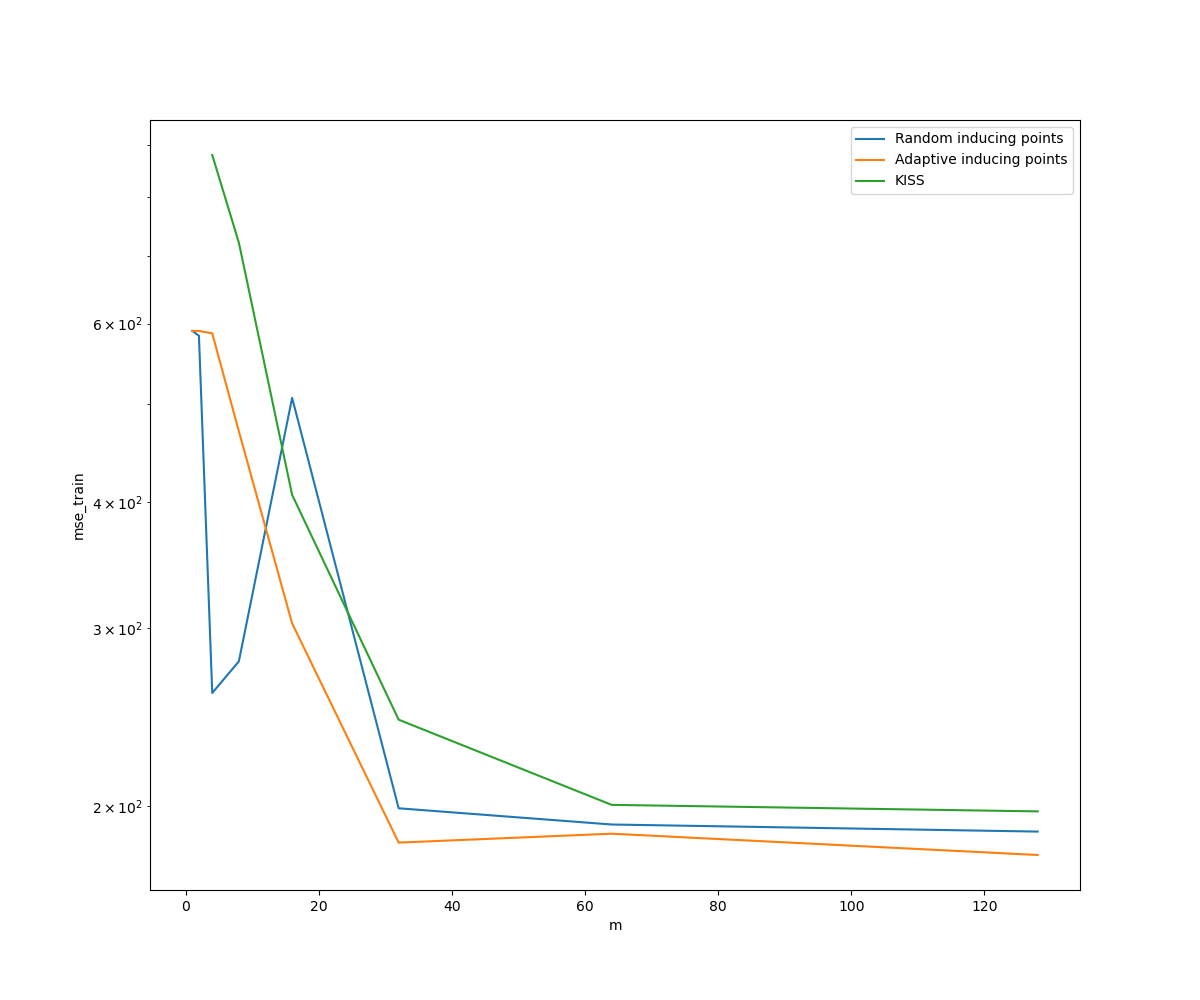 Random inducing points
Adaptive inducing points
KISS
mse_train
6 × 10²
4 × 10²
3 × 10²
2 × 10²
0 20 40 60 80 100 120
m